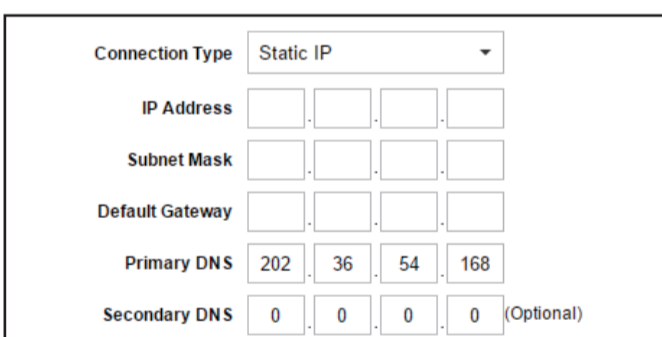 Connection Type Static IP
IP Address . . .
Subnet Mask . . .
Default Gateway . . .
Primary DNS 202 . 36 . 54 . 168
Secondary DNS 0 . 0 . 0 . 0 (Optional)